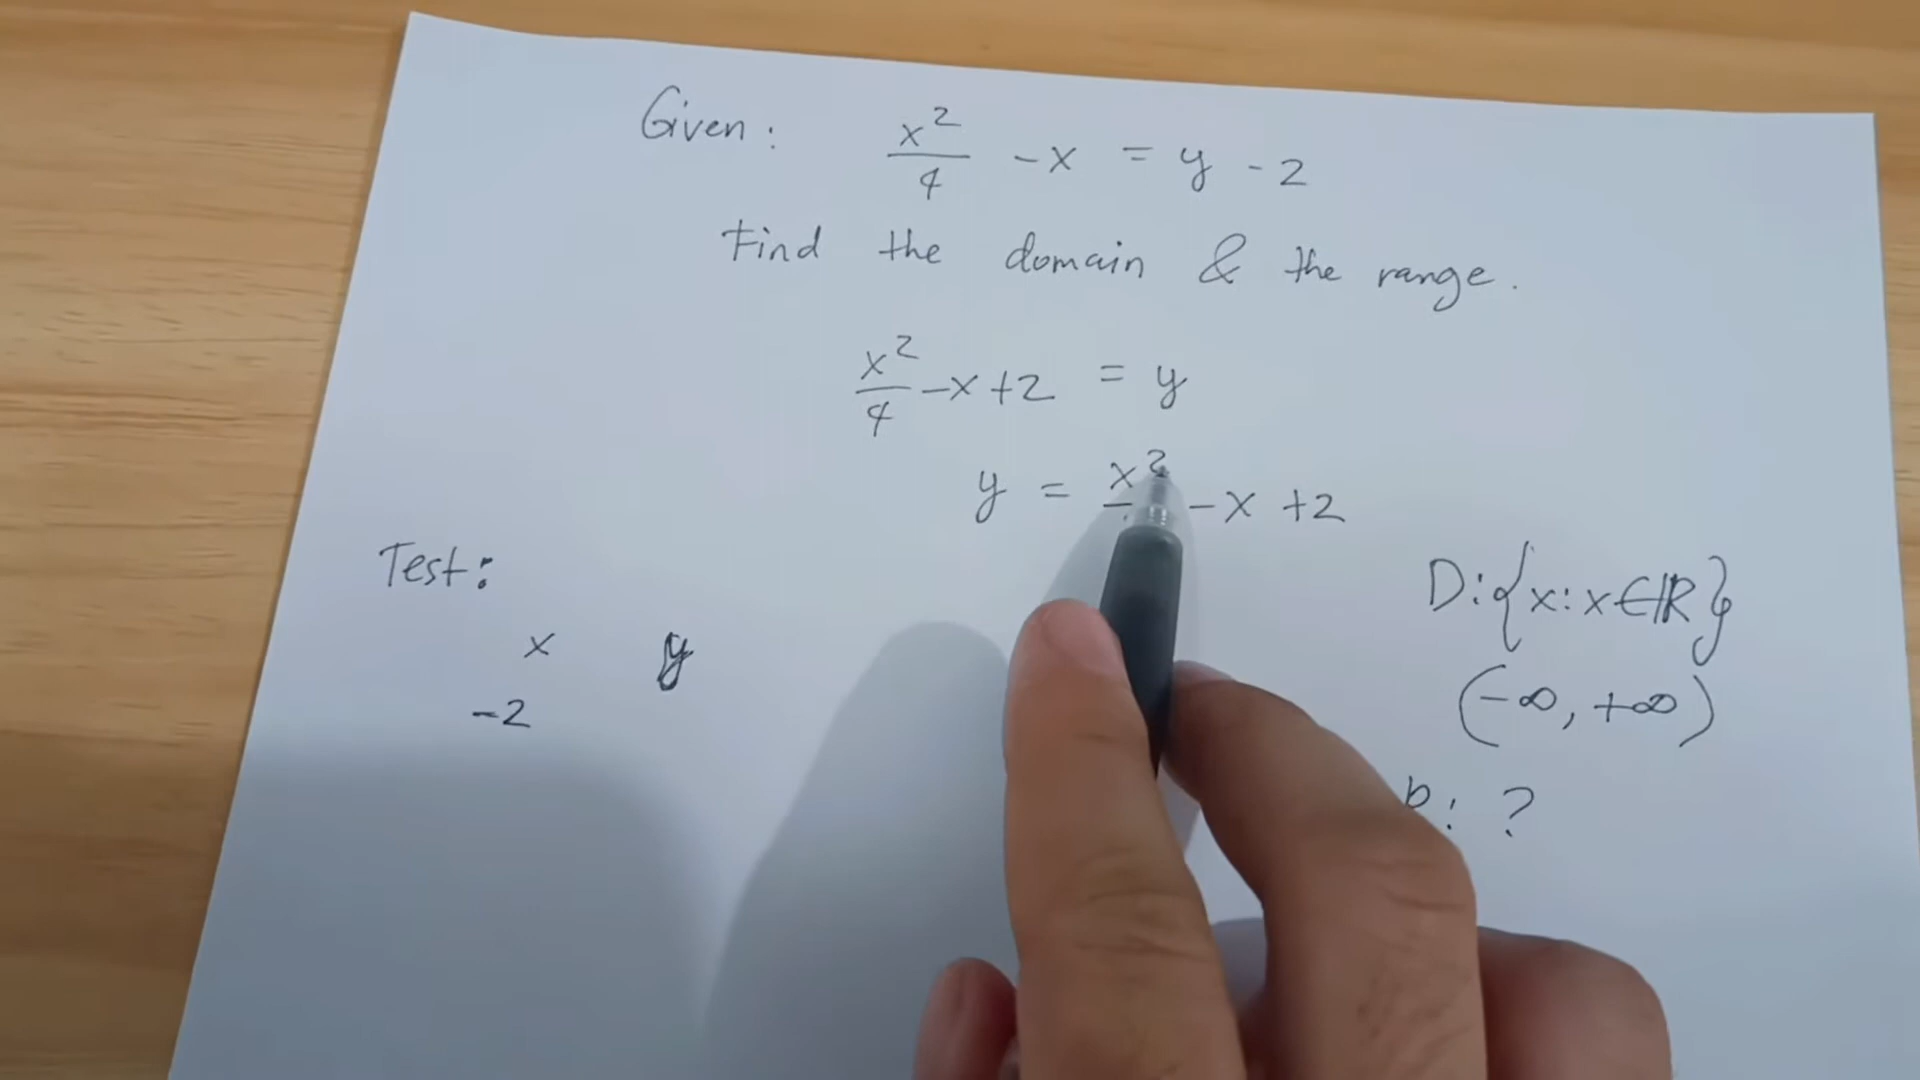 Given: x²/4 - x = y - 2
Find the domain & the range.
x²/4 - x + 2 = y
y = x² - x + 2
Test:
D: {x: x ∈ ℝ}
x y
(-∞, +∞)
-2
: ?